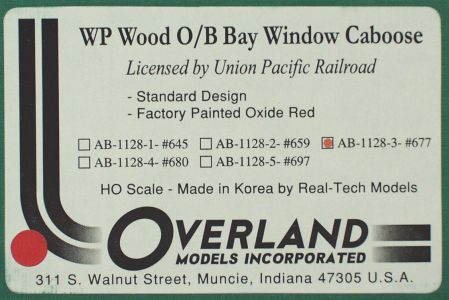 WP Wood O/B Bay Window Caboose
Licensed by Union Pacific Railroad
- Standard Design
- Factory Painted Oxide Red
AB-1128-1- #645 AB-1128-2- #659 AB-1128-3- #677
AB-1128-4- #680 AB-1128-5- #697
HO Scale - Made in Korea by Real-Tech Models
OVERLAND
MODELS INCORPORATED
311 S. Walnut Street, Muncie, Indiana 47305 U.S.A.